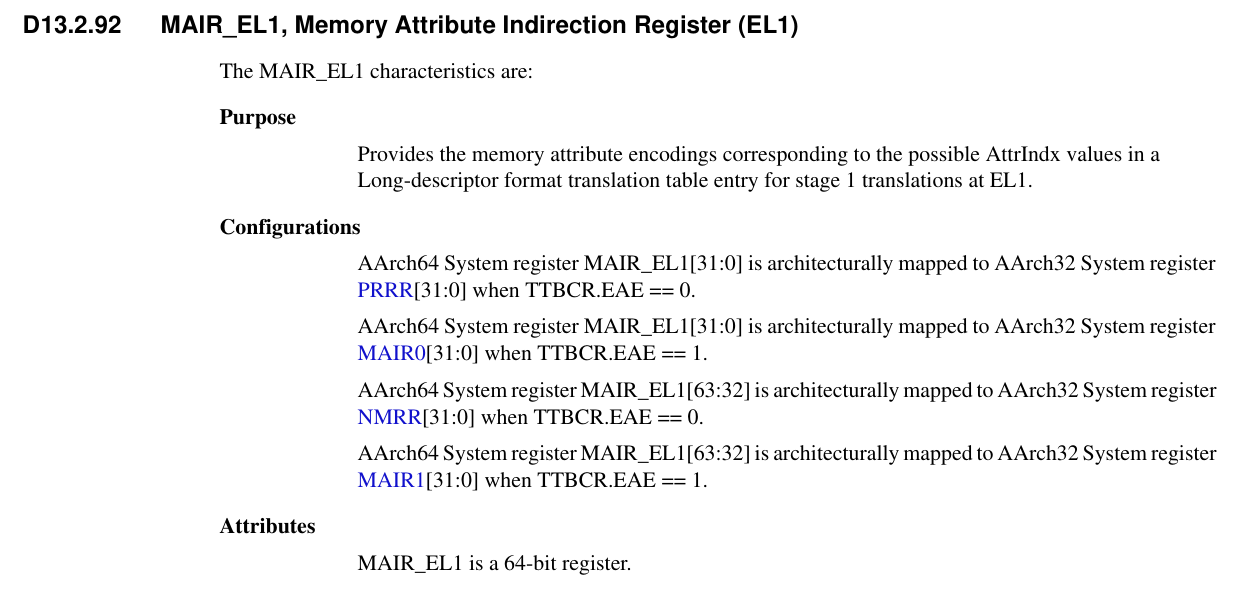 D13.2.92 MAIR_EL1, Memory Attribute Indirection Register (EL1)
The MAIR_EL1 characteristics are:
Purpose
Provides the memory attribute encodings corresponding to the possible AttrIndx values in a
Long-descriptor format translation table entry for stage 1 translations at EL1.
Configurations
AArch64 System register MAIR_EL1[31:0] is architecturally mapped to AArch32 System register
PRRR[31:0] when TTBCR.EAE == 0.
AArch64 System register MAIR_EL1[31:0] is architecturally mapped to AArch32 System register
MAIR0[31:0] when TTBCR.EAE == 1.
AArch64 System register MAIR_EL1[63:32] is architecturally mapped to AArch32 System register
NMRR[31:0] when TTBCR.EAE == 0.
AArch64 System register MAIR_EL1[63:32] is architecturally mapped to AArch32 System register
MAIR1[31:0] when TTBCR.EAE == 1.
Attributes
MAIR_EL1 is a 64-bit register.